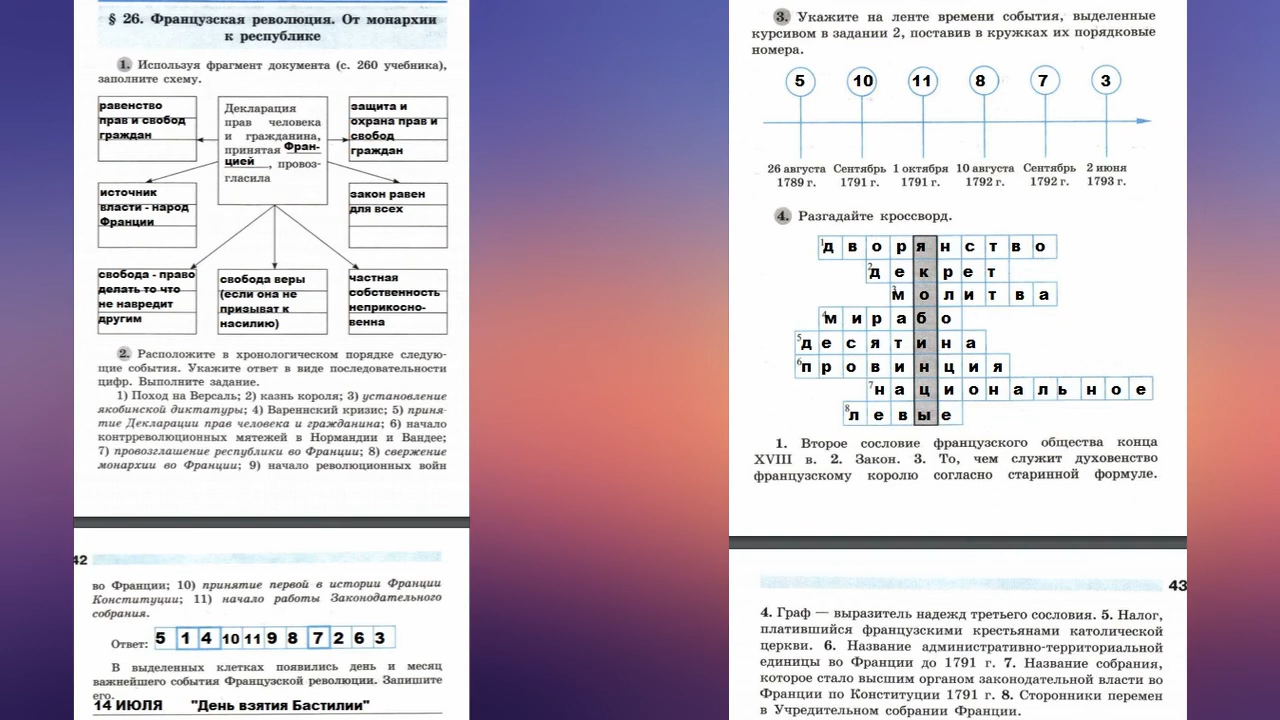 § 26. Французская революция. От монархии
к республике
1. Используя фрагмент документа (с. 260 учебника),
заполните схему.
равенство
прав и свобод
граждан
Декларация
прав человека
и гражданина,
принятая Фран-
цией, провоз-
гласила
защита и
охрана прав и
свобод
граждан
источник
власти - народ
Франции
закон равен
для всех
свобода - право
делать то что
не навредит
другим
свобода веры
(если она не
призыват к
насилию)
частная
собственность
неприкосно-
венна
2. Расположите в хронологическом порядке следую-
щие события. Укажите ответ в виде последовательности
цифр. Выполните задание.
1) Поход на Версаль; 2) казнь короля; 3) установление
якобинской диктатуры; 4) Вареннский кризис; 5) приня-
тие Декларации прав человека и гражданина; 6) начало
контрреволюционных мятежей в Нормандии и Вандее;
7) провозглашение республики во Франции; 8) свержение
монархии во Франции; 9) начало революционных войн
42
во Франции; 10) принятие первой в истории Франции
Конституции; 11) начало работы Законодательного
собрания.
Ответ: 5 1 4 10 11 9 8 7 2 6 3
В выделенных клетках появились день и месяц
важнейшего события Французской революции. Запишите
его.
14 ИЮЛЯ "День взятия Бастилии"
3. Укажите на ленте времени события, выделенные
курсивом в задании 2, поставив в кружках их порядковые
номера.
5 10 11 8 7 3
26 августа Сентябрь 1 октября 10 августа Сентябрь 2 июня
1789 г. 1791 г. 1791 г. 1792 г. 1792 г. 1793 г.
4. Разгадайте кроссворд.
1 дворянство
2 декрет
3 молитва
4 мирабо
5 десятина
6 провинция
7 национальное
8 левые
1. Второе сословие французского общества конца
XVIII в. 2. Закон. 3. То, чем служит духовенство
французскому королю согласно старинной формуле.
43
4. Граф — выразитель надежд третьего сословия. 5. Налог,
платившийся французскими крестьянами католической
церкви. 6. Название административно-территориальной
единицы во Франции до 1791 г. 7. Название собрания,
которое стало высшим органом законодательной власти во
Франции по Конституции 1791 г. 8. Сторонники перемен
в Учредительном собрании Франции.